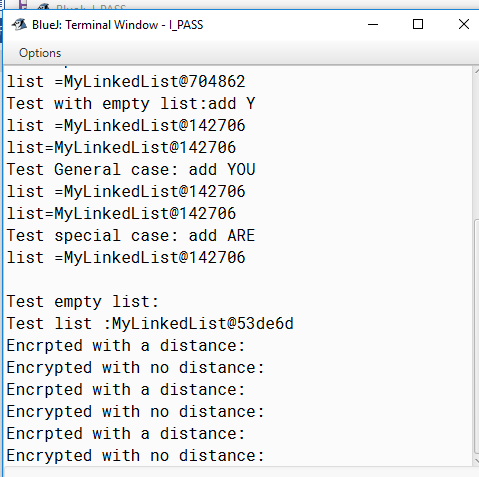 BlueJ: I_PASS
BlueJ: Terminal Window - I_PASS
Options
list =MyLinkedList@704862
Test with empty list:add Y
list =MyLinkedList@142706
list=MyLinkedList@142706
Test General case: add YOU
list =MyLinkedList@142706
list=MyLinkedList@142706
Test special case: add ARE
list =MyLinkedList@142706
Test empty list:
Test list :MyLinkedList@53de6d
Encrpted with a distance:
Encrypted with no distance:
Encrpted with a distance:
Encrypted with no distance:
Encrpted with a distance:
Encrypted with no distance: